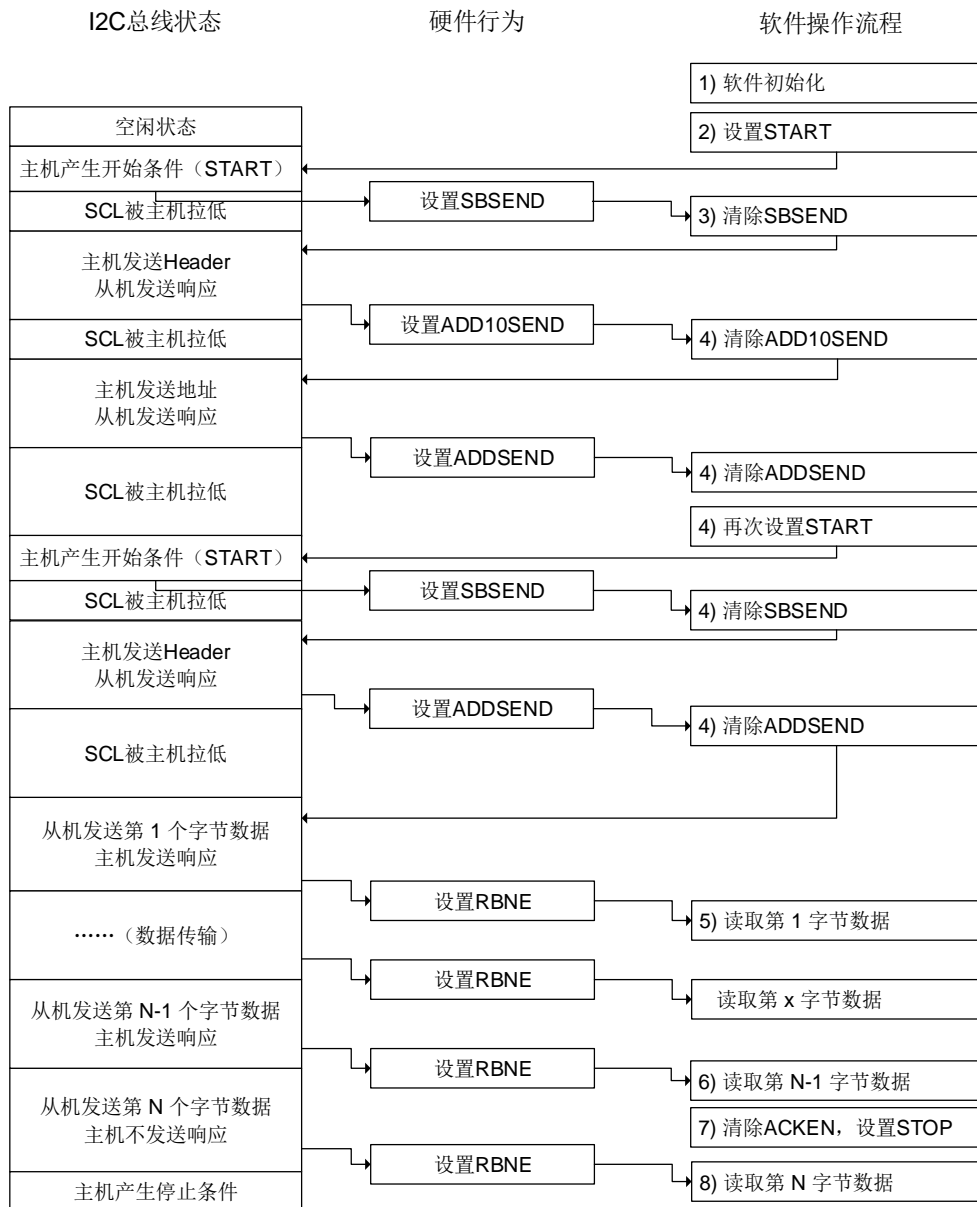 I2C总线状态
硬件行为
软件操作流程
1) 软件初始化
空闲状态
2) 设置START
主机产生开始条件（START）
设置SBSEND
SCL被主机拉低
3) 清除SBSEND
主机发送Header
从机发送响应
设置ADD10SEND
SCL被主机拉低
4) 清除ADD10SEND
主机发送地址
从机发送响应
设置ADDSEND
4) 清除ADDSEND
SCL被主机拉低
4) 再次设置START
主机产生开始条件（START）
设置SBSEND
SCL被主机拉低
4) 清除SBSEND
主机发送Header
从机发送响应
设置ADDSEND
4) 清除ADDSEND
SCL被主机拉低
从机发送第 1 个字节数据
主机发送响应
设置RBNE
5) 读取第 1 字节数据
……（数据传输）
设置RBNE
读取第 x 字节数据
从机发送第 N-1 个字节数据
主机发送响应
设置RBNE
6) 读取第 N-1 字节数据
从机发送第 N 个字节数据
主机不发送响应
7) 清除ACKEN，设置STOP
设置RBNE
8) 读取第 N 字节数据
主机产生停止条件